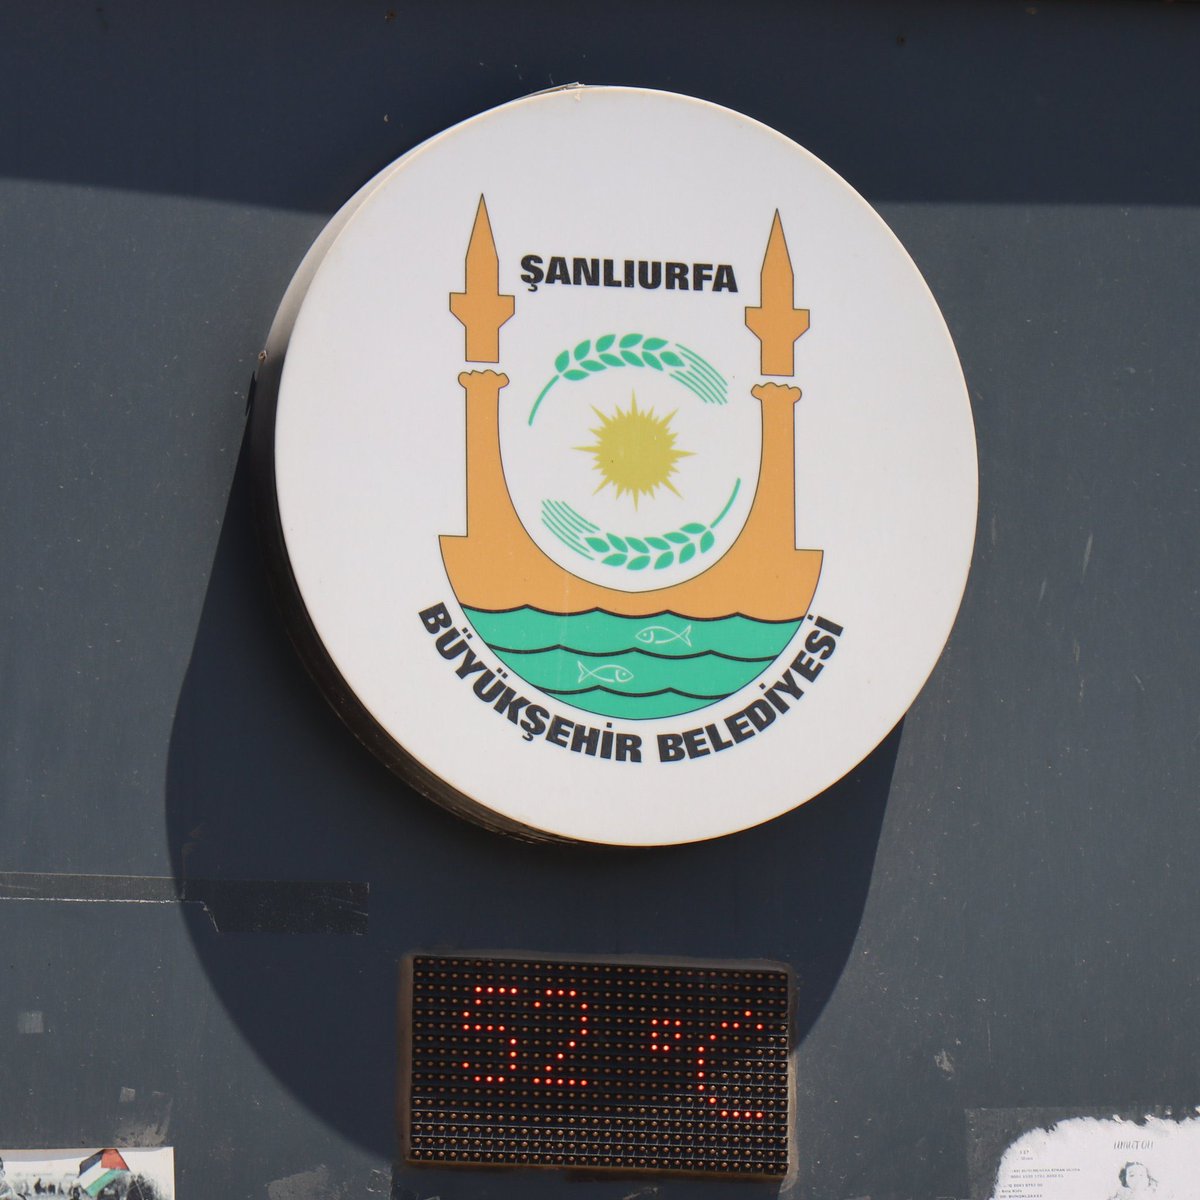 ŞANLIURFA
BÜYÜKŞEHİR BELEDİYESİ
52 °C